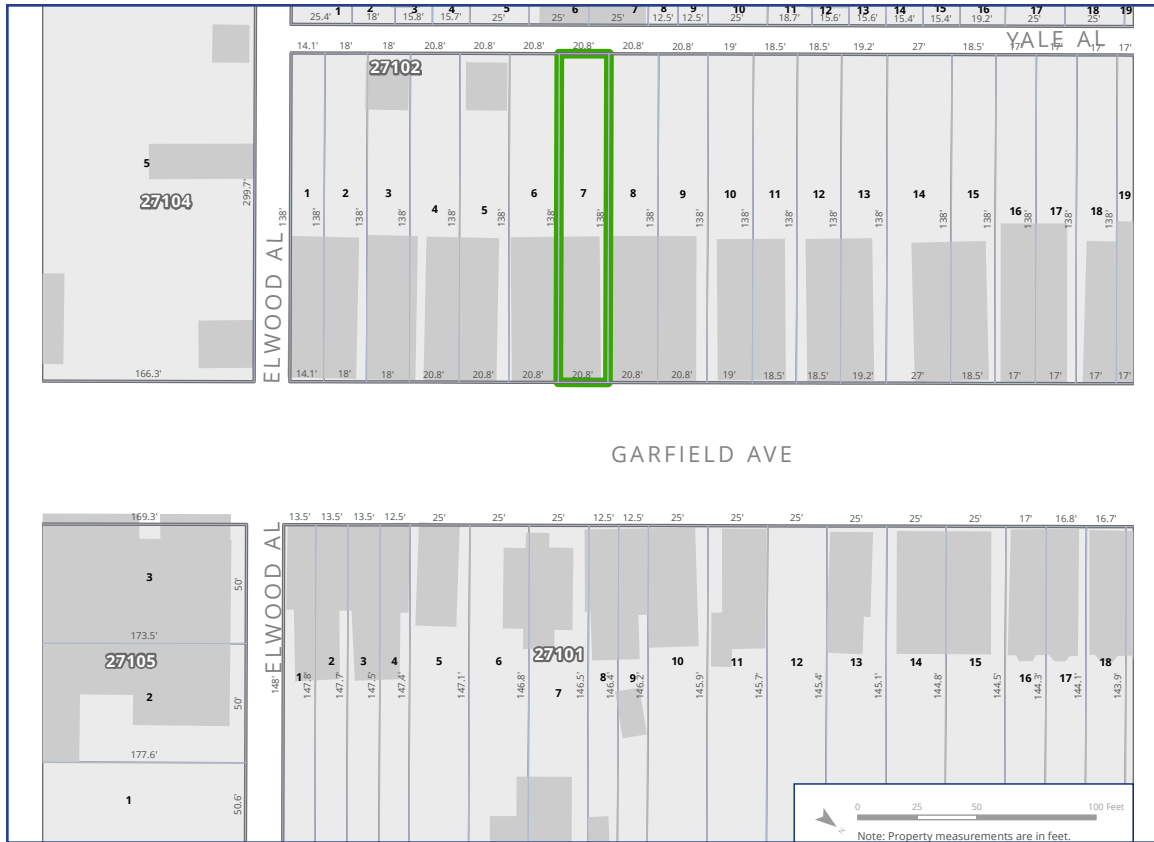 1 2 3 4 5 6 7 8 9 10 11 12 13 14 15 16 17 18 19
25.4' 18' 15.8' 15.7' 25' 25' 25' 12.5' 12.5' 25' 18.7' 15.6' 15.6' 15.4' 15.4' 19.2' 25' 25'
YALE AL
14.1' 18' 18' 20.8' 20.8' 20.8' 20.8' 20.8' 19' 18.5' 18.5' 19.2' 27' 18.5' 17' 17' 17' 17'
27102
5
27104
299.7'
ELWOOD AL
138'
1 2 3 4 5 6 7 8 9 10 11 12 13 14 15 16 17 18 19
138' 138' 138' 138' 138' 138' 138' 138' 138' 138' 138' 138' 138' 138' 138' 138' 138' 138'
166.3'
14.1' 18' 18' 20.8' 20.8' 20.8' 20.8' 20.8' 20.8' 19' 18.5' 18.5' 19.2' 27' 18.5' 17' 17' 17' 17'
GARFIELD AVE
169.3'
13.5' 13.5' 13.5' 12.5' 25' 25' 25' 12.5' 12.5' 25' 25' 25' 25' 25' 25' 17' 16.8' 16.7'
3
50'
173.5'
27105
2
50'
177.6'
1
50.6'
ELWOOD AL
148'
27101
1 2 3 4 5 6 7 8 9 10 11 12 13 14 15 16 17 18
147.8' 147.7' 147.5' 147.4' 147.1' 146.8' 146.5' 146.4' 146.2' 145.9' 145.7' 145.4' 145.1' 144.8' 144.5' 144.3' 144.1' 143.9'
N
0 25 50 100 Feet
Note: Property measurements are in feet.